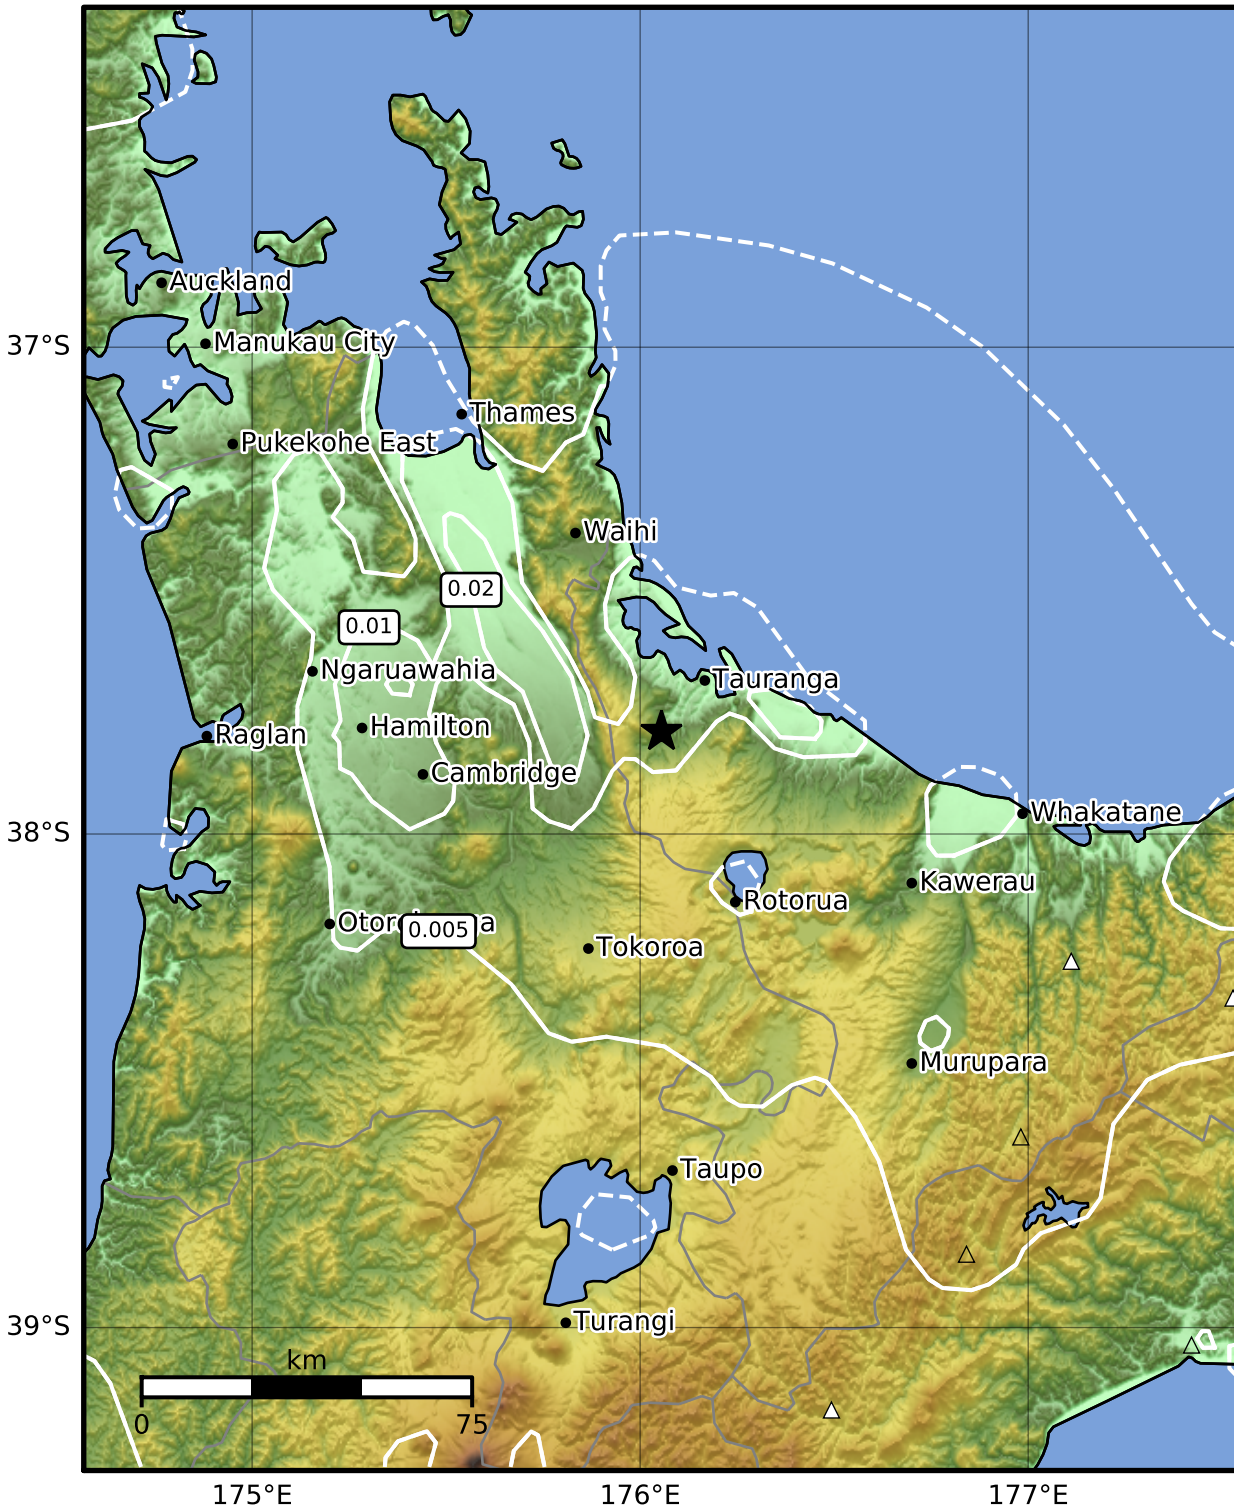 Auckland
37°S
Manukau City
Thames
Pukekohe East
Waihi
0.02
0.01
Ngaruawahia
Tauranga
Hamilton
Raglan
Cambridge
Whakatane
38°S
Kawerau
Rotorua
0.005
Tokoroa
Murupara
Taupo
39°S
Turangi
km
0 75
175°E 176°E 177°E